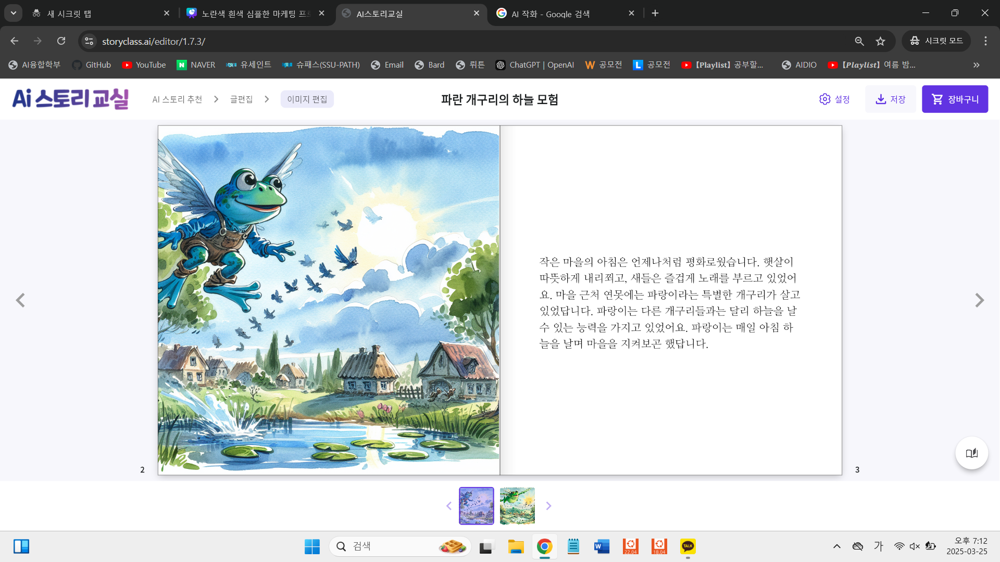 새 시크릿 탭
노란색 흰색 심플한 마케팅 프
AI스토리교실
AI 작화 - Google 검색
storyclass.ai/editor/1.7.3/
시크릿 모드
AI융합학부
GitHub
YouTube
NAVER
유세인트
슈패스(SSU-PATH)
Email
Bard
뤼튼
ChatGPT | OpenAI
공모전
공모전
【Playlist】공부할...
AIDIO
【Playlist】여름 밤...
Ai 스토리 교실
AI 스토리 추천
글편집
이미지 편집
파란 개구리의 하늘 모험
설정
저장
장바구니
작은 마을의 아침은 언제나처럼 평화로웠습니다. 햇살이
따뜻하게 내리쬐고, 새들은 즐겁게 노래를 부르고 있었어
요. 마을 근처 연못에는 파랑이라는 특별한 개구리가 살고
있었답니다. 파랑이는 다른 개구리들과는 달리 하늘을 날
수 있는 능력을 가지고 있었어요. 파랑이는 매일 아침 하
늘을 날며 마을을 지켜보곤 했답니다.
2
3
검색
22.04
18.04
TALK
가
오후 7:12
2025-03-25